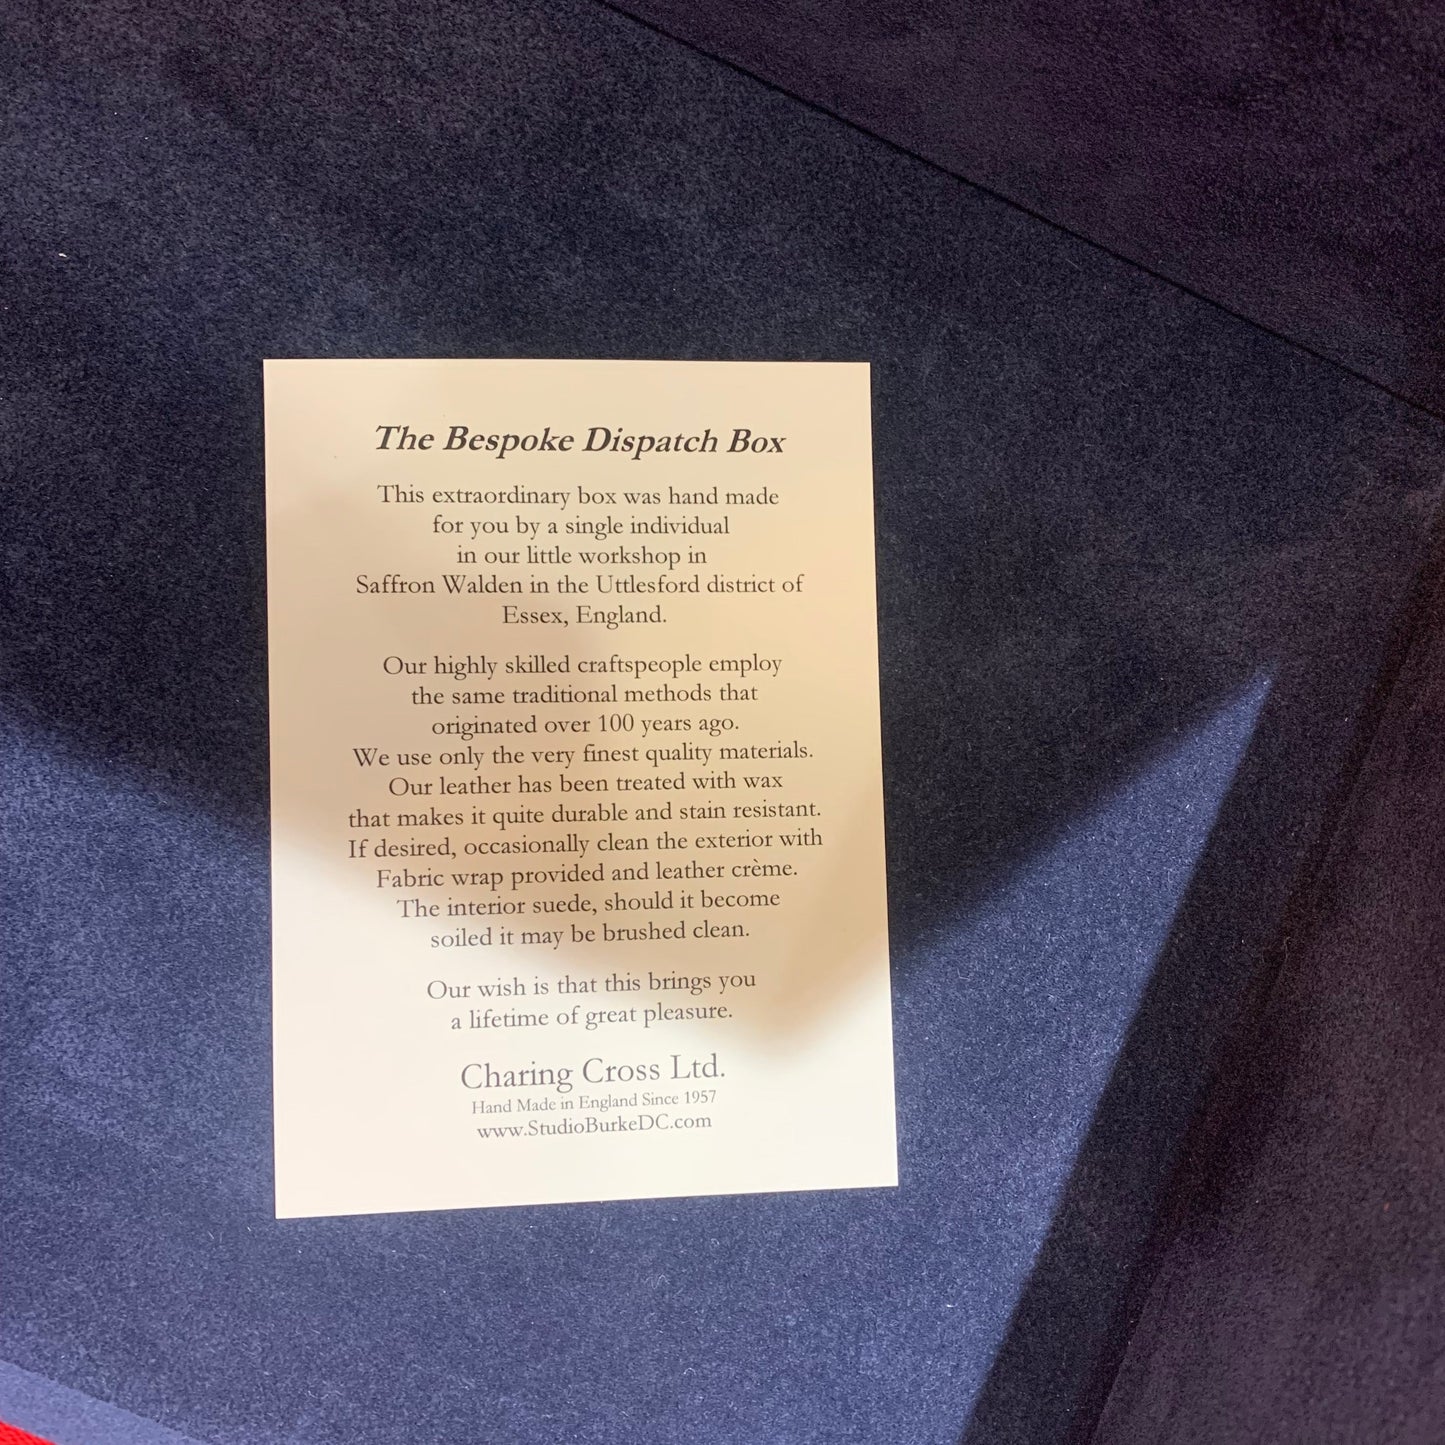 The Bespoke Dispatch Box
This extraordinary box was hand made
for you by a single individual
in our little workshop in
Saffron Walden in the Uttlesford district of
Essex, England.
Our highly skilled craftspeople employ
the same traditional methods that
originated over 100 years ago.
We use only the very finest quality materials.
Our leather has been treated with wax
that makes it quite durable and stain resistant.
If desired, occasionally clean the exterior with
Fabric wrap provided and leather crème.
The interior suede, should it become
soiled it may be brushed clean.
Our wish is that this brings you
a lifetime of great pleasure.
Charing Cross Ltd.
Hand Made in England Since 1957
www.StudioBurkeDC.com